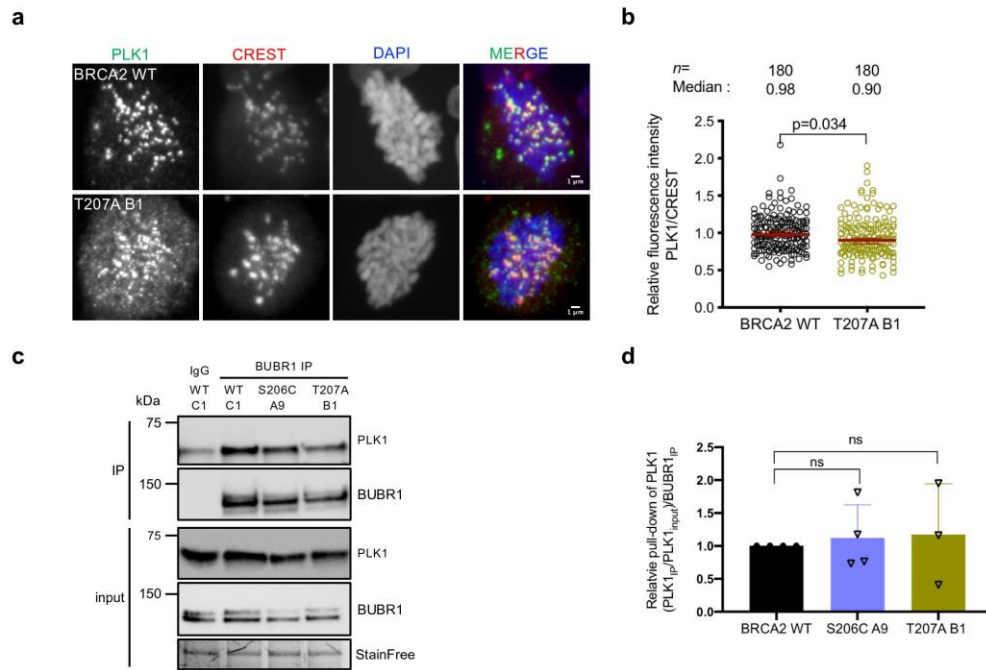 a
PLK1 CREST DAPI MERGE
BRCA2 WT
1 µm
T207A B1
1 µm
b
n= 180 180
Median : 0.98 0.90
p=0.034
Relative fluorescence intensity
PLK1/CREST
2.5
2.0
1.5
1.0
0.5
0.0
BRCA2 WT T207A B1
c
BUBR1 IP
IgG
WT WT S206C T207A
C1 C1 A9 B1
kDa
75
PLK1
IP
150
BUBR1
75
PLK1
input
150
BUBR1
StainFree
d
ns
ns
Relatvie pull-down of PLK1
(PLK1IP/PLK1input)/BUBR1IP
2.5
2.0
1.5
1.0
0.5
0.0
BRCA2 WT S206C A9 T207A B1